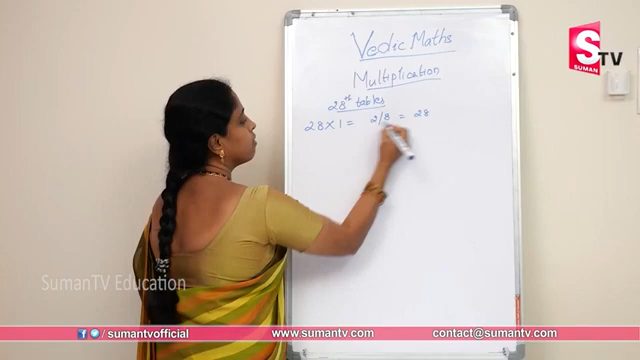 Vedic Maths
Multiplication
28th tables
28 × 1 = 2/8 = 28
S TV
SUMAN
SumanTV Education
/sumantvofficial
www.sumantv.com
contact@sumantv.com